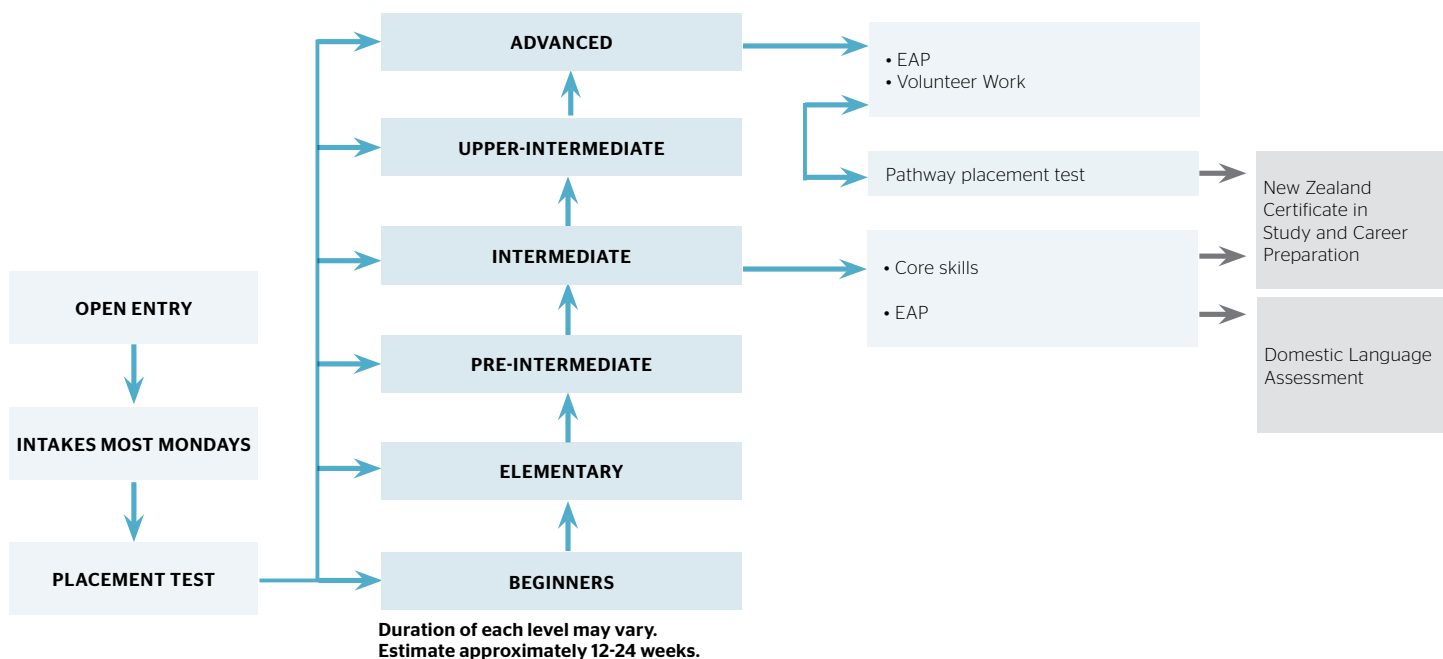 OPEN ENTRY
INTAKES MOST MONDAYS
PLACEMENT TEST
ADVANCED
UPPER-INTERMEDIATE
INTERMEDIATE
PRE-INTERMEDIATE
ELEMENTARY
BEGINNERS
Duration of each level may vary.
Estimate approximately 12-24 weeks.
• EAP
• Volunteer Work
Pathway placement test
• Core skills
• EAP
New Zealand
Certificate in
Study and Career
Preparation
Domestic Language
Assessment